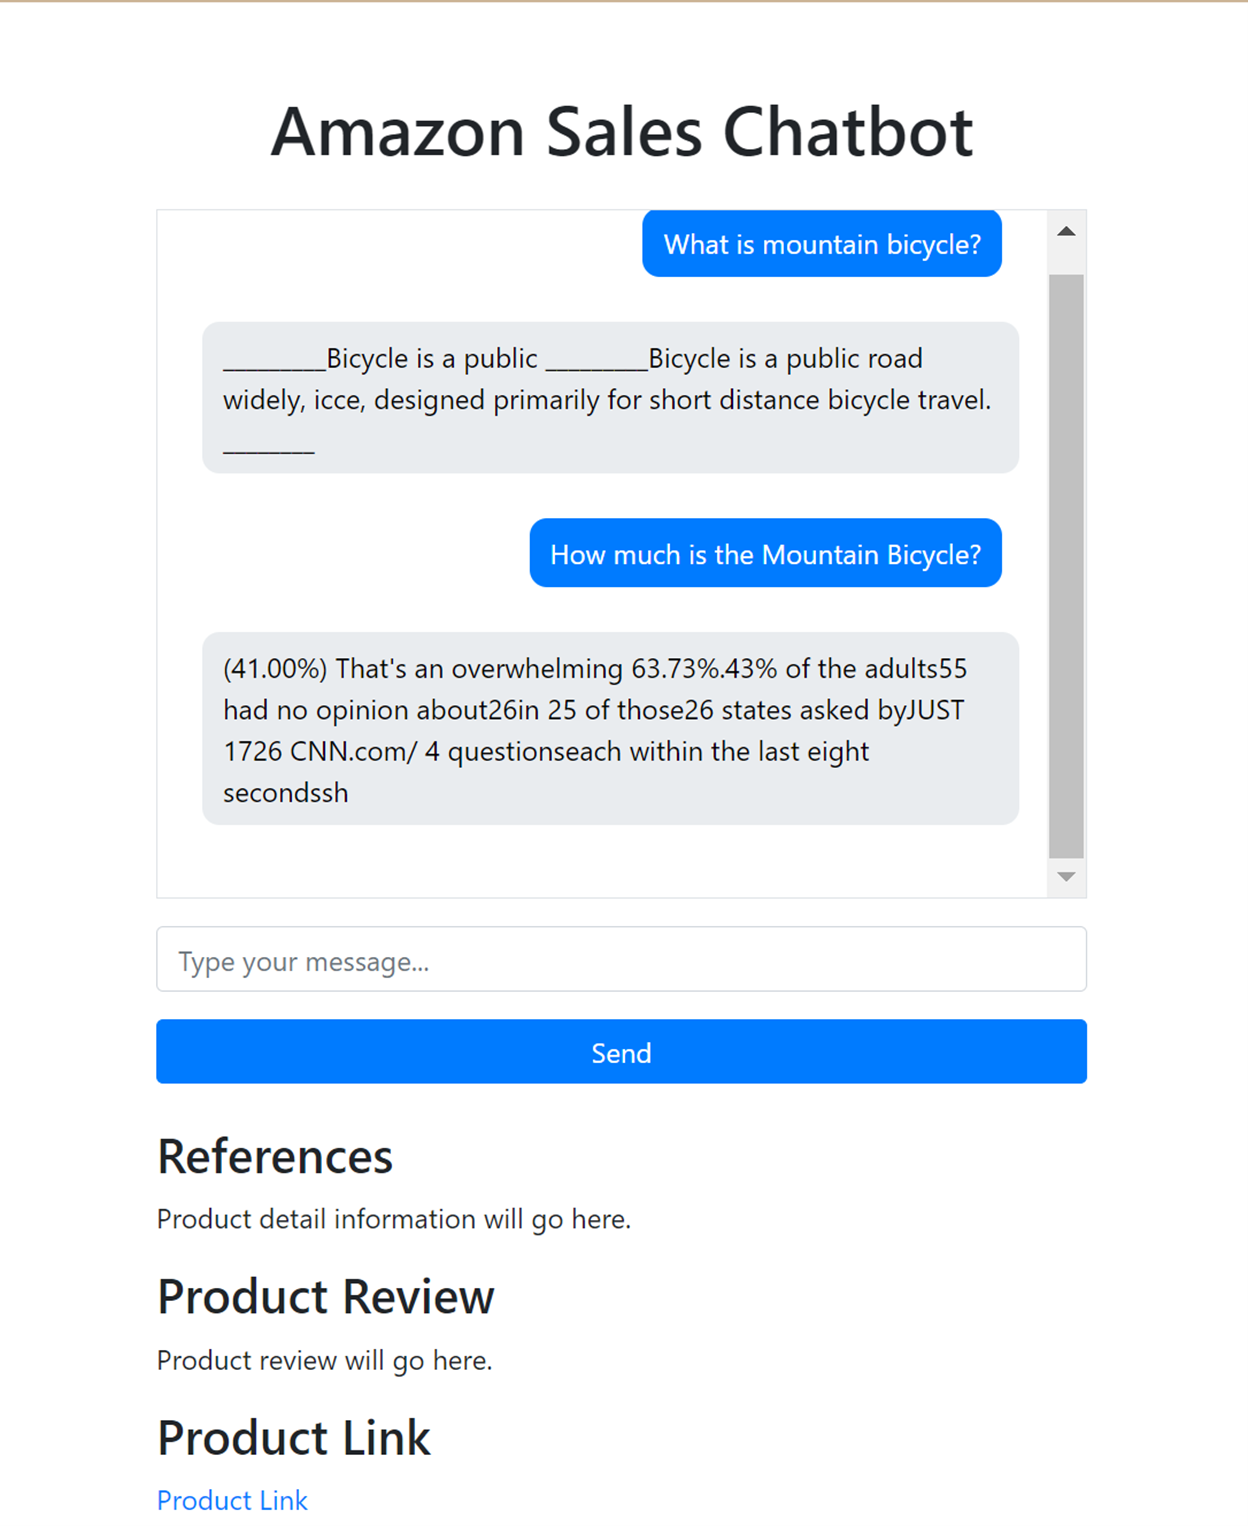 Amazon Sales Chatbot
What is mountain bicycle?
_________Bicycle is a public _________Bicycle is a public road
widely, icce, designed primarily for short distance bicycle travel.
________
How much is the Mountain Bicycle?
(41.00%) That's an overwhelming 63.73%.43% of the adults55
had no opinion about26in 25 of those26 states asked byJUST
1726 CNN.com/ 4 questionseach within the last eight
secondssh
Type your message...
Send
References
Product detail information will go here.
Product Review
Product review will go here.
Product Link
Product Link